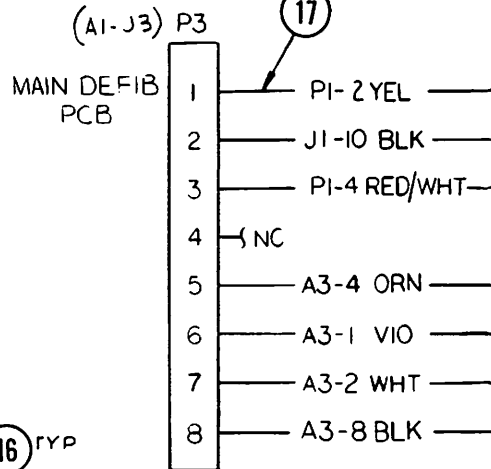 17
(A1-J3) P3
MAIN DEFIB
PCB
1 P1-2 YEL
2 J1-10 BLK
3 P1-4 RED/WHT
4 NC
5 A3-4 ORN
6 A3-1 VIO
7 A3-2 WHT
8 A3-8 BLK
16 TYP